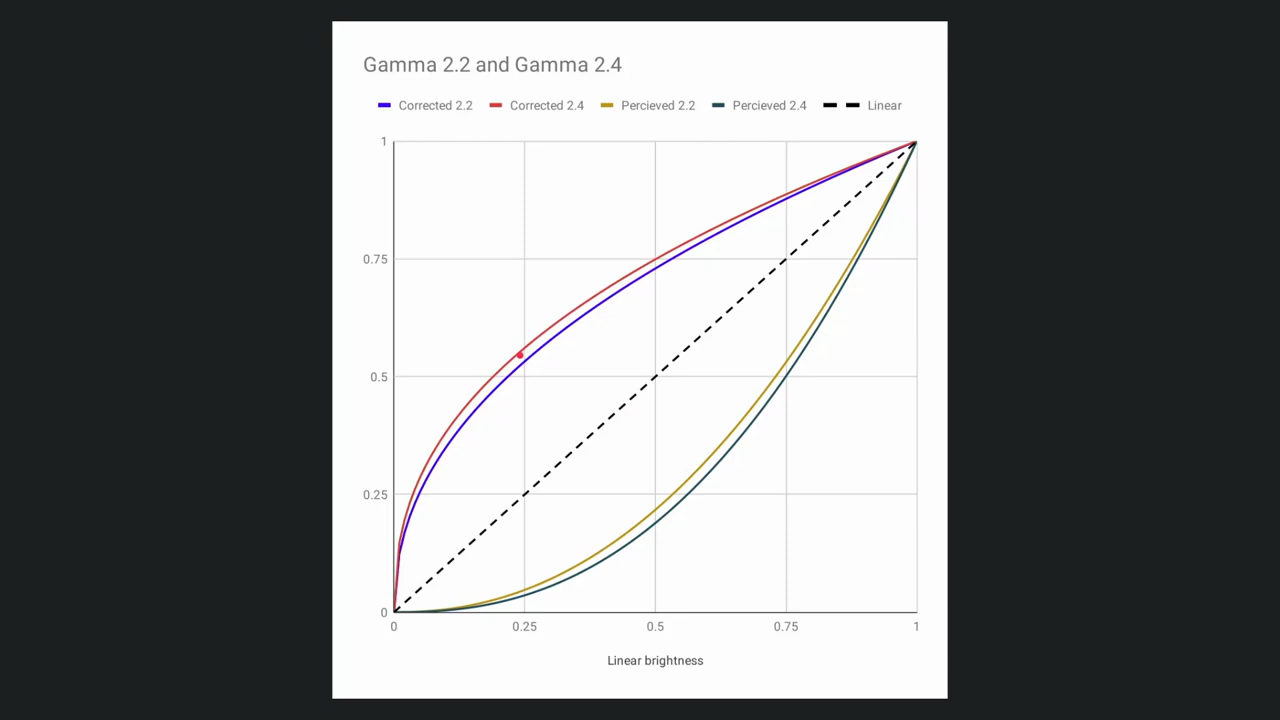 Gamma 2.2 and Gamma 2.4
Corrected 2.2 Corrected 2.4 Percieved 2.2 Percieved 2.4 Linear
1
0.75
0.5
0.25
0
0 0.25 0.5 0.75 1
Linear brightness